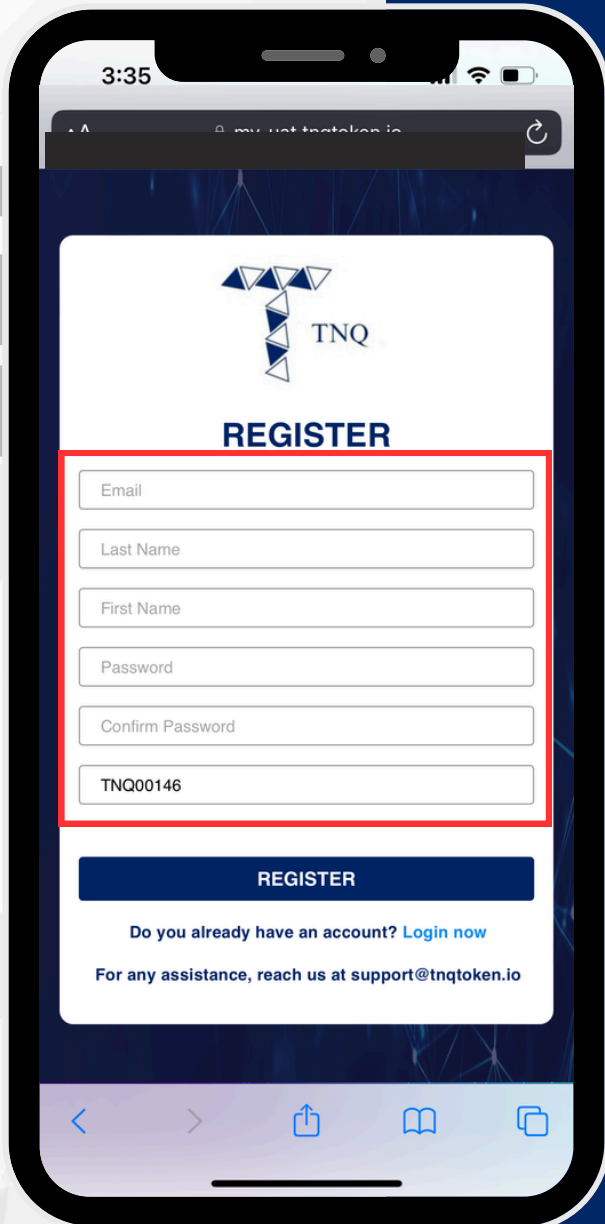 3:35
TNQ
REGISTER
Email
Last Name
First Name
Password
Confirm Password
TNQ00146
REGISTER
Do you already have an account? Login now
For any assistance, reach us at support@tnqtoken.io